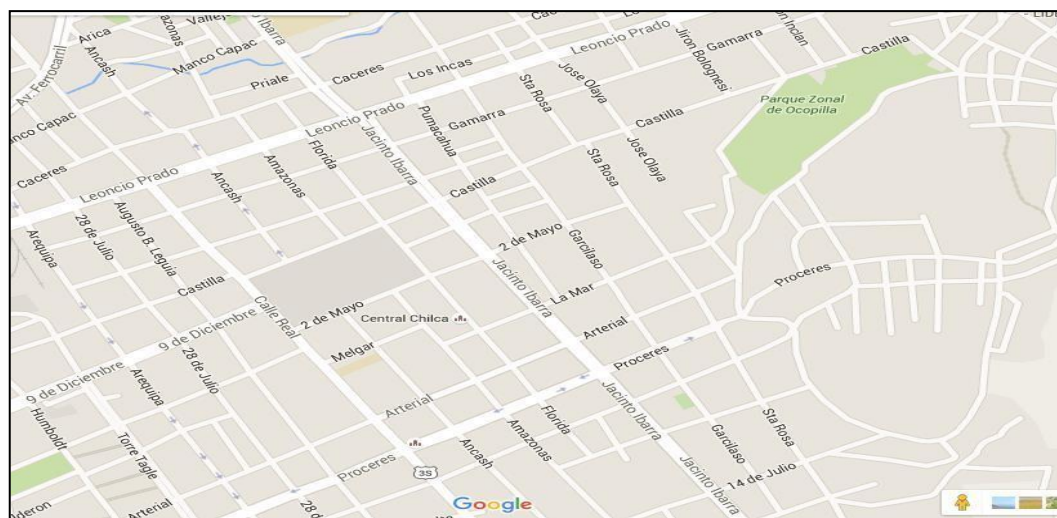 Arica
Vallej
Jacinto Ibarra
Manco Capac
Ancash
Av. Ferrocarril
Priale
Caceres
Los Incas
Leoncio Prado
Gamarra
Jiron Bolognesi
Castilla
Sta Rosa
Jose Olaya
Parque Zonal
de Ocopilla
Leoncio Prado
Pumacahua
Gamarra
Castilla
Jacinto Ibarra
Florida
Amazonas
Ancash
Caceres
Leoncio Prado
Sta Rosa
Jose Olaya
Castilla
Augusto B. Leguia
28 de Julio
Arequipa
2 de Mayo
Garcilaso
Jacinto Ibarra
La Mar
Proceres
Castilla
Calle Real
2 de Mayo
Central Chilca
9 de Diciembre
Melgar
Arterial
Proceres
28 de Julio
9 de Diciembre
Arequipa
Arterial
Jacinto Ibarra
Florida
Humboldt
Torre Tagle
Proceres
3S
Ancash
Amazonas
Garcilaso
Sta Rosa
14 de Julio
Arterial
28 de
Google